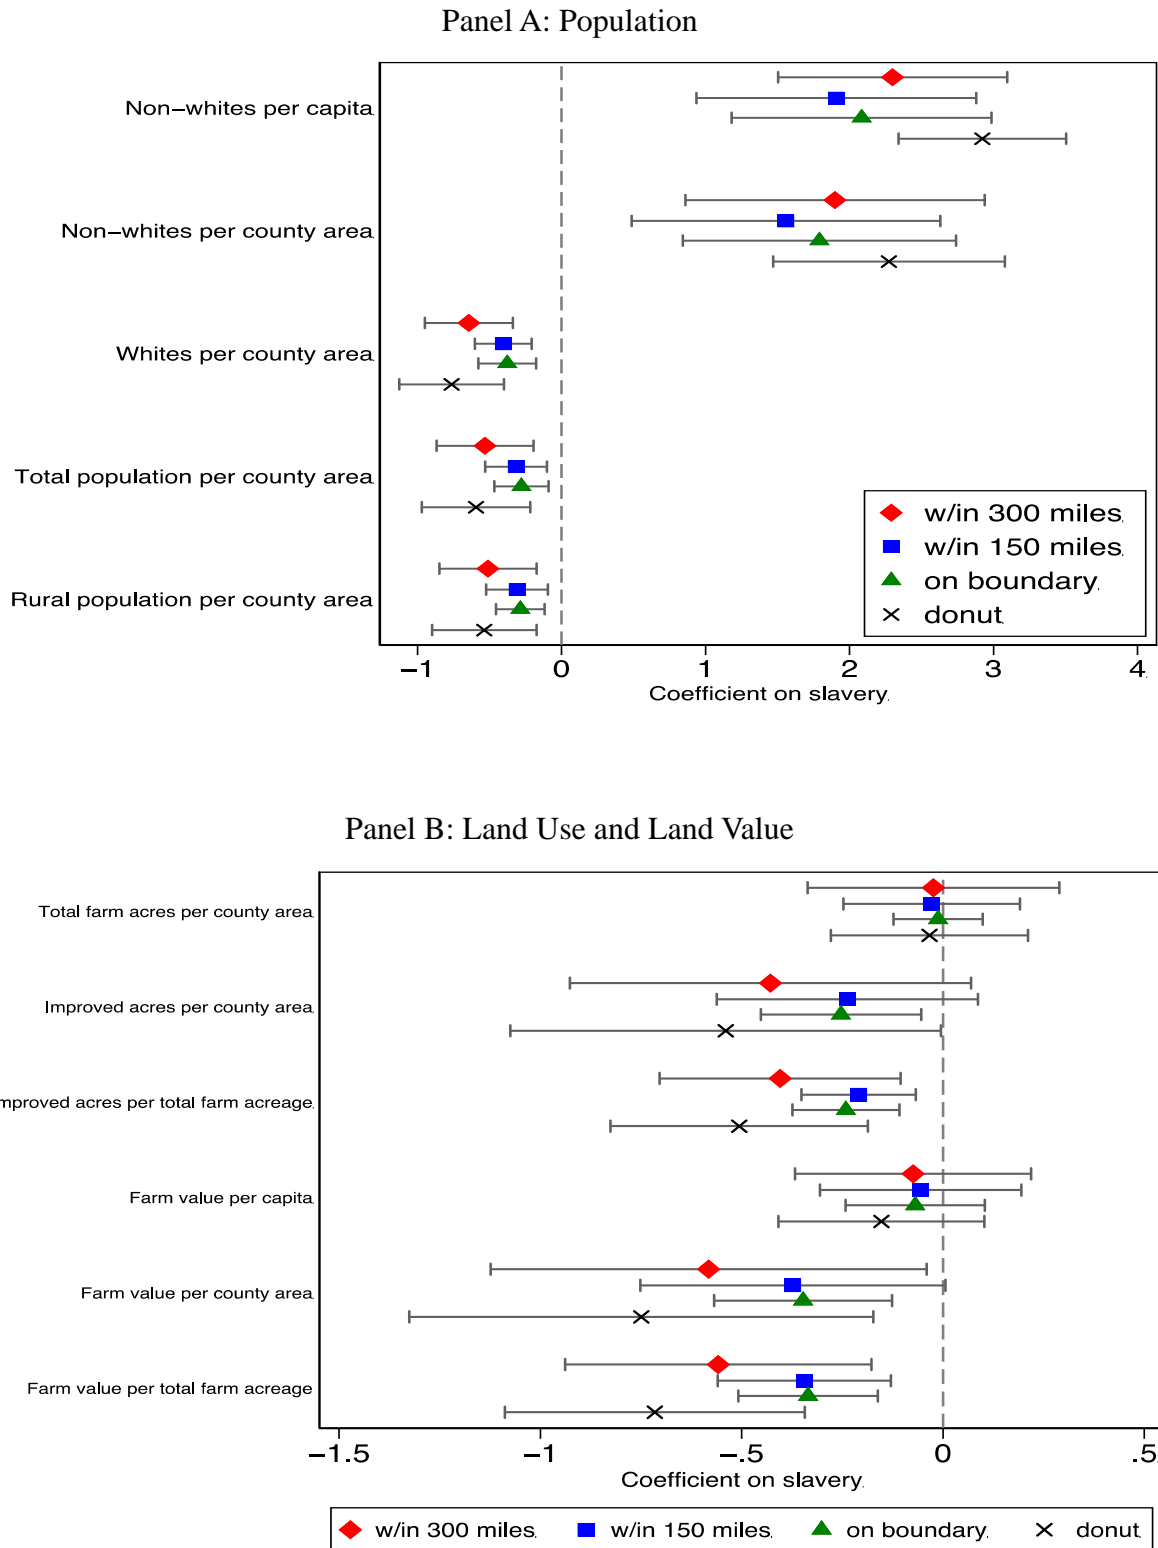 Panel A: Population
Non−whites per capita
Non−whites per county area
Whites per county area
Total population per county area
Rural population per county area
w/in 300 miles
w/in 150 miles
on boundary
donut
−1 0 1 2 3 4
Coefficient on slavery
Panel B: Land Use and Land Value
Total farm acres per county area
Improved acres per county area
mproved acres per total farm acreage
Farm value per capita
Farm value per county area
Farm value per total farm acreage
−1.5 −1 −.5 0 .5
Coefficient on slavery
w/in 300 miles w/in 150 miles on boundary donut